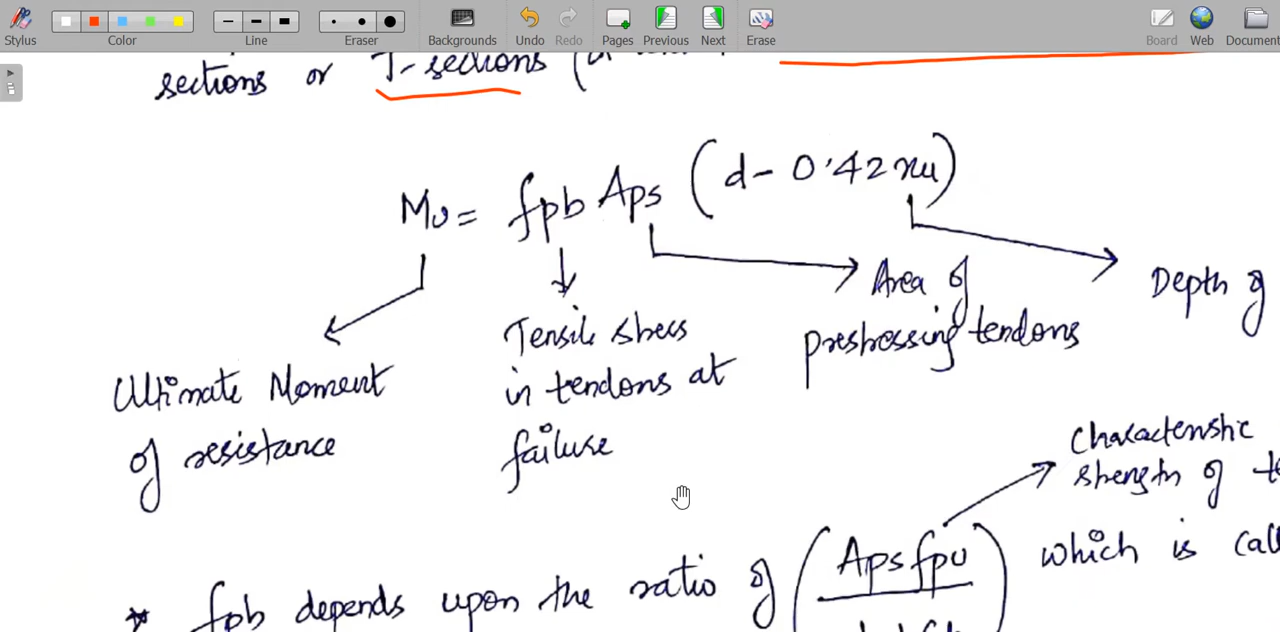 Stylus Color Line Eraser Backgrounds Undo Redo Pages Previous Next Erase Board Web Document
sections or T-sections
Mu = fpb Aps (d - 0.42 xu)
Area of
prestressing tendons
Depth of
Tensile stress
in tendons at
failure
Ultimate Moment
of resistance
Characteristic
strength of
* fpb depends upon the ratio of (Aps fpu) which is